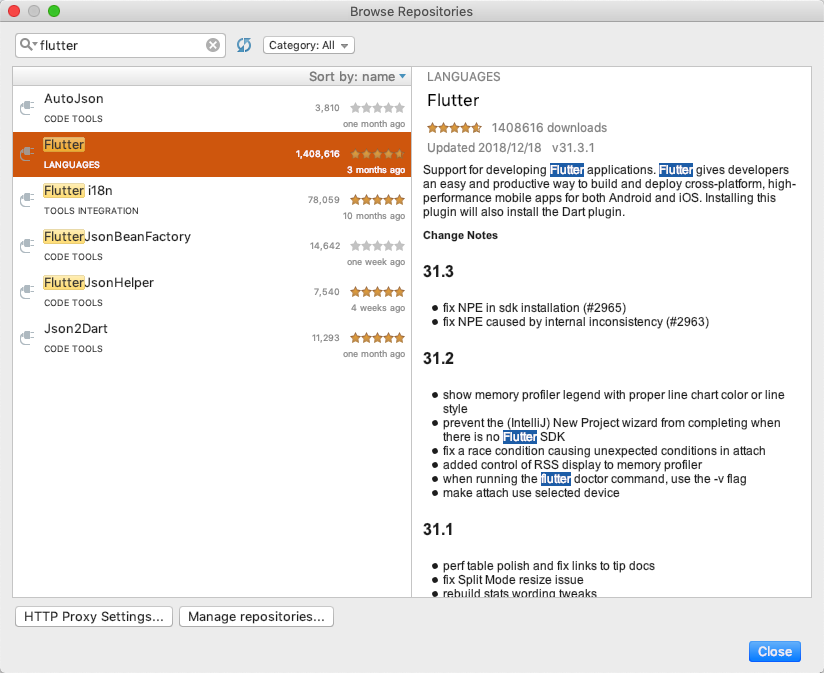 Browse Repositories
flutter
Category: All
Sort by: name
AutoJson
3,810
CODE TOOLS
one month ago
Flutter
1,408,616
LANGUAGES
3 months ago
Flutter i18n
78,059
TOOLS INTEGRATION
10 months ago
FlutterJsonBeanFactory
14,642
CODE TOOLS
one week ago
FlutterJsonHelper
7,540
CODE TOOLS
4 weeks ago
Json2Dart
11,293
CODE TOOLS
one month ago
LANGUAGES
Flutter
1408616 downloads
Updated 2018/12/18 v31.3.1
Support for developing Flutter applications. Flutter gives developers
an easy and productive way to build and deploy cross-platform, high-
performance mobile apps for both Android and iOS. Installing this
plugin will also install the Dart plugin.
Change Notes
31.3
• fix NPE in sdk installation (#2965)
• fix NPE caused by internal inconsistency (#2963)
31.2
• show memory profiler legend with proper line chart color or line
style
• prevent the (IntelliJ) New Project wizard from completing when
there is no Flutter SDK
• fix a race condition causing unexpected conditions in attach
• added control of RSS display to memory profiler
• when running the flutter doctor command, use the -v flag
• make attach use selected device
31.1
• perf table polish and fix links to tip docs
• fix Split Mode resize issue
• rebuild stats wording tweaks
HTTP Proxy Settings...
Manage repositories...
Close